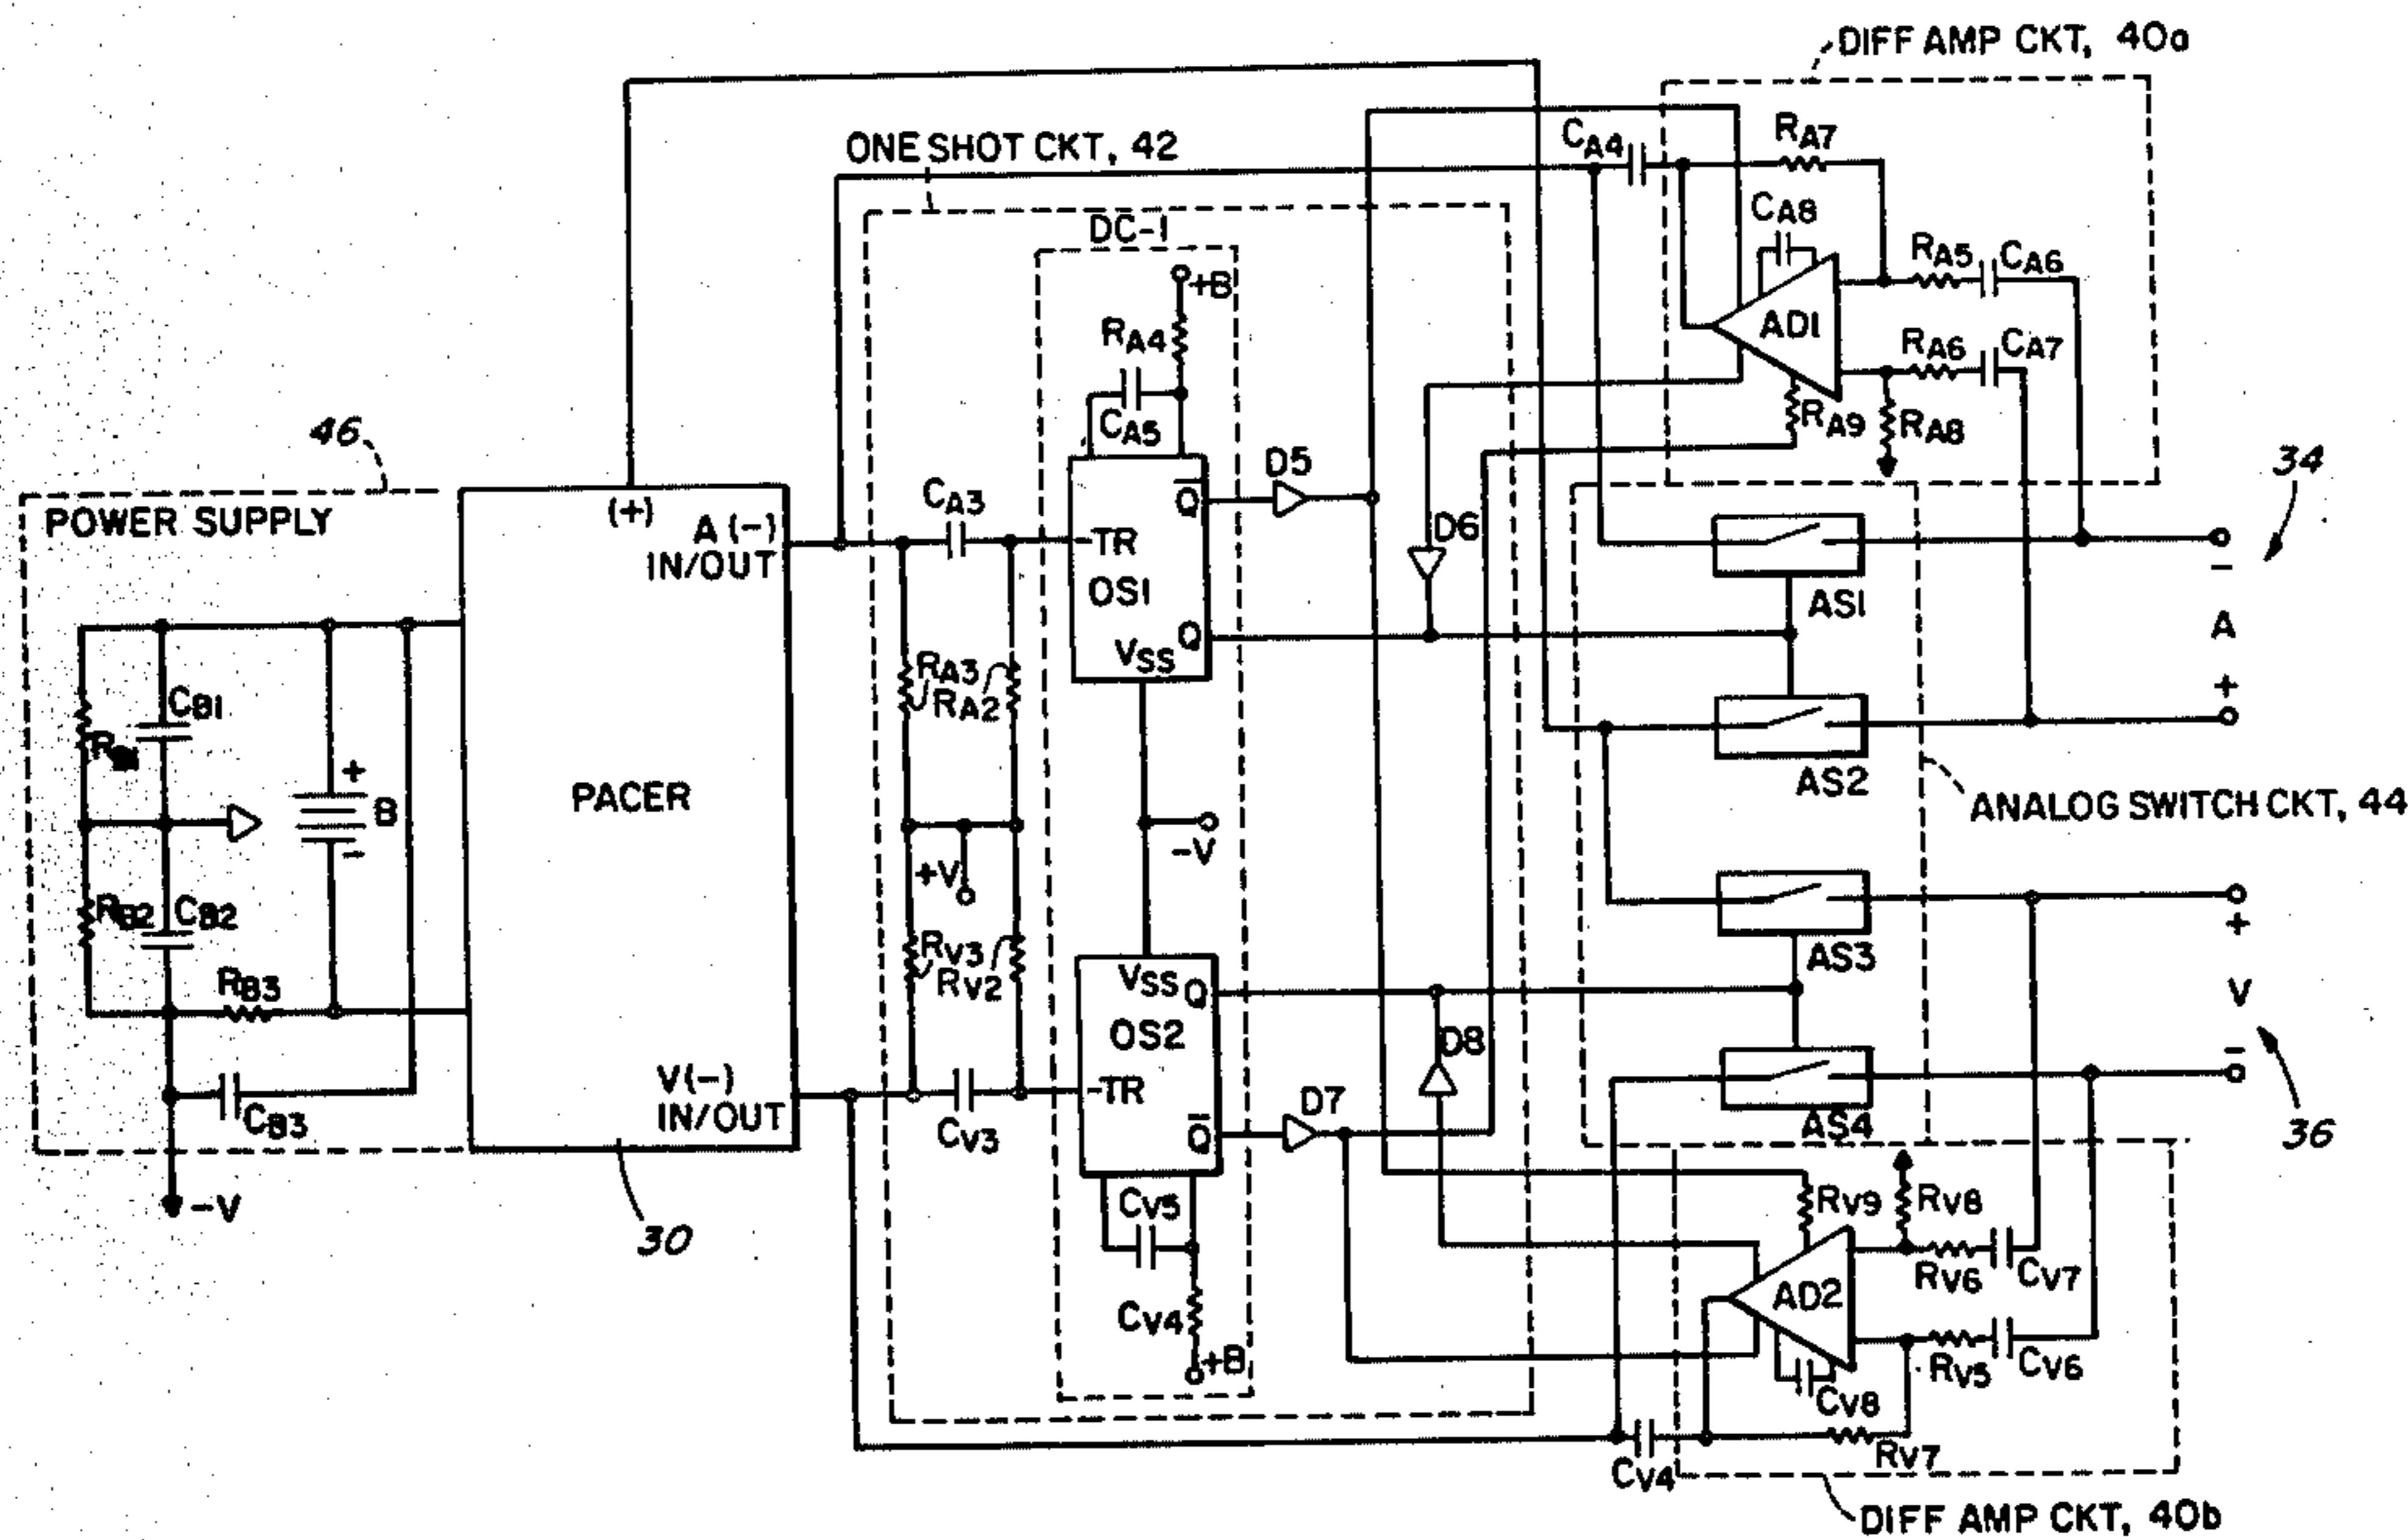 DIFF AMP CKT, 40a
ONE SHOT CKT, 42
CA4
RA7
DC-1
CA8
+B
RA5 CA6
RA4
AD1
RA6 CA7
CA5
RA9 RA8
46
D5
34
POWER SUPPLY
(+)
A (-)
IN/OUT
CA3
Q̅
-TR
D6
OS1
-
AS1
Q
VSS
A
RA3
RA2
+
CB1
AS2
+
B
-
PACER
ANALOG SWITCH CKT, 44
+V
-V
RB2 CB2
RV3
RV2
VSS Q
AS3
+
V
RB3
OS2
D8
-
V(-)
IN/OUT
-TR
D7
AS4
CB3
CV3
Q̅
36
-V
30
CV5
RV9
RV8
RV6 CV7
AD2
CV4
+B
RV5 CV6
CV8
RV7
CV4
DIFF AMP CKT, 40b